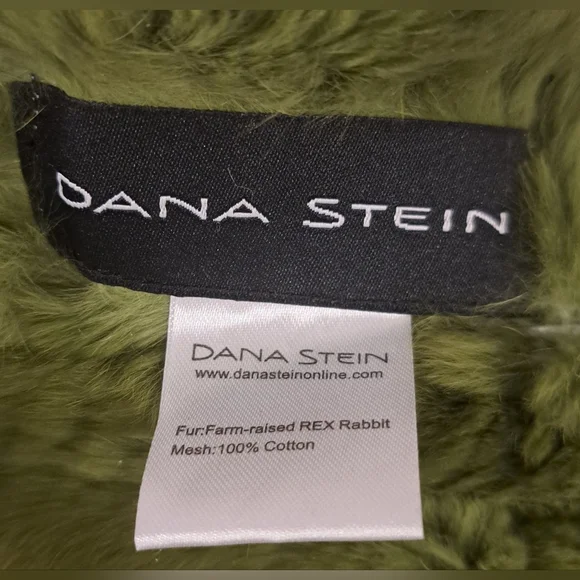 DANA STEIN
DANA STEIN
www.danasteinonline.com
Fur:Farm-raised REX Rabbit
Mesh:100% Cotton